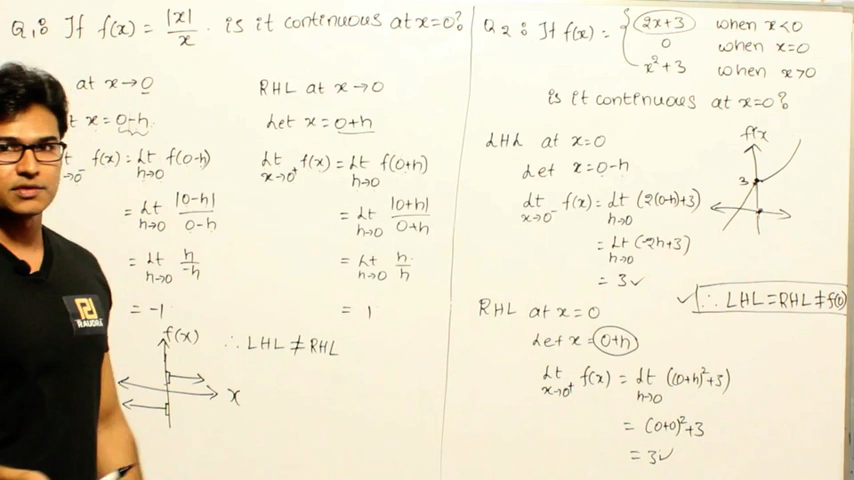 Q1: If f(x) = |x|/x . is it continuous at x=0?
at x→0
t x = 0-h
Lt x→0⁻ f(x) = Lt h→0 f(0-h)
= Lt h→0 |0-h|/0-h
= Lt h→0 h/-h
= -1
RHL at x→0
Let x = 0+h
Lt x→0⁺ f(x) = Lt h→0 f(0+h)
= Lt h→0 |0+h|/0+h
= Lt h→0 h/h
= 1
f(x)
x
∴ LHL ≠ RHL
Q2: If f(x) = { 2x+3 when x<0
0 when x=0
x²+3 when x>0
is it continuous at x=0?
LHL at x=0
Let x=0-h
Lt x→0⁻ f(x) = Lt h→0 (2(0-h)+3)
= Lt h→0 (-2h+3)
= 3✓
f(x
3
✓ ∴ LHL = RHL ≠ f(0)
RHL at x=0
Let x = 0+h
Lt x→0⁺ f(x) = Lt h→0 ((0+h)²+3)
= (0+0)²+3
= 3✓